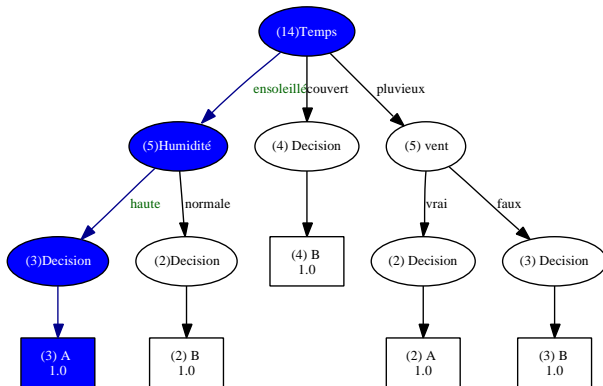 (14)Temps
ensoleillé
couvert
pluvieux
(5)Humidité
(4) Decision
(5) vent
haute
normale
vrai
faux
(3)Decision
(2)Decision
(4) B
1.0
(2) Decision
(3) Decision
(3) A
1.0
(2) B
1.0
(2) A
1.0
(3) B
1.0